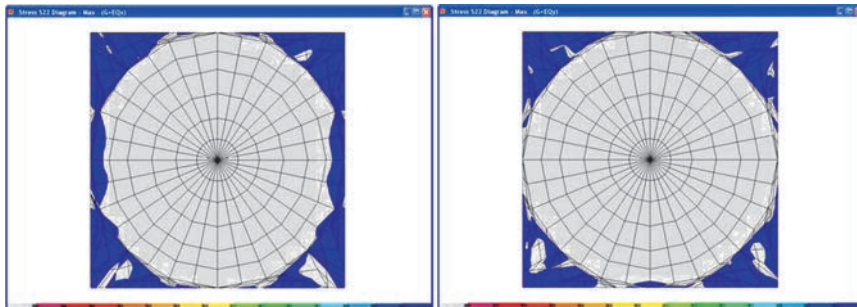 Stress S22 Diagram - Max (G+EQx)
Stress S22 Diagram - Max (G+EQy)